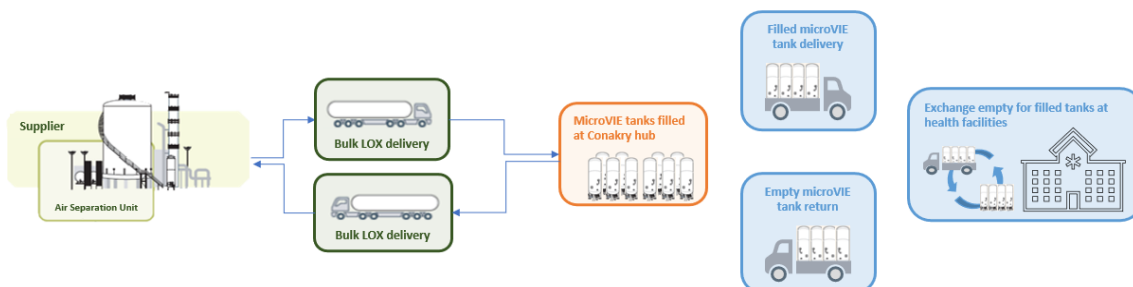 Supplier
Air Separation Unit
Bulk LOX delivery
Bulk LOX delivery
MicroVIE tanks filled
at Conakry hub
Filled microVIE
tank delivery
Empty microVIE
tank return
Exchange empty for filled tanks at
health facilities